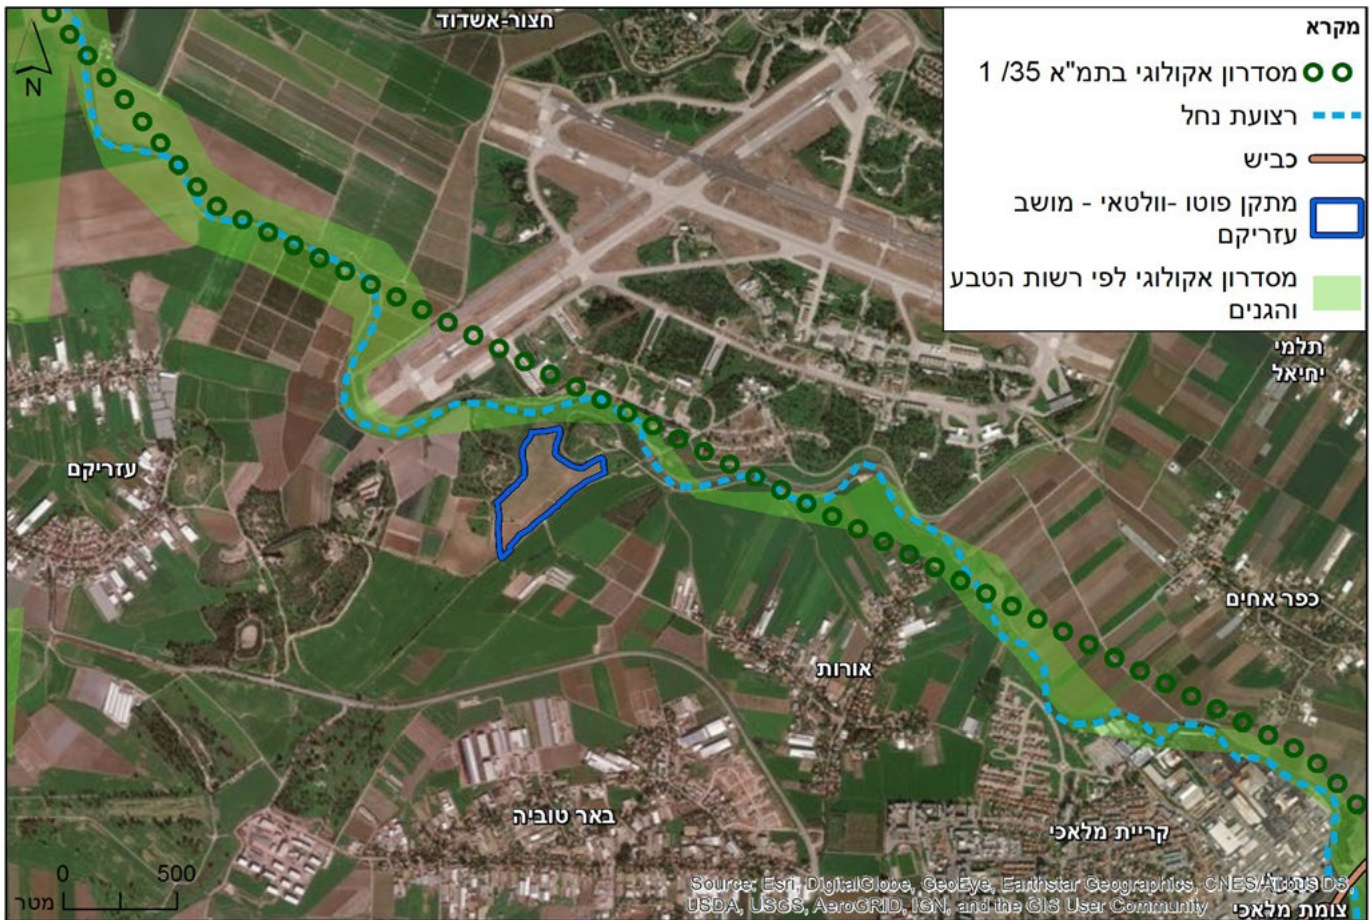 חצור-אשדוד
N
מקרא
מסדרון אקולוגי בתמ"א 35/ 1
רצועת נחל
כביש
מתקן פוטו -וולטאי - מושב
עזריקם
מסדרון אקולוגי לפי רשות הטבע
והגנים
תלמי
יחיאל
עזריקם
כפר אחים
אורות
באר טוביה
קריית מלאכי
צומת מלאכי
0 500
מטר
Source: Esri, DigitalGlobe, GeoEye, Earthstar Geographics, CNES/Airbus DS,
USDA, USGS, AeroGRID, IGN, and the GIS User Community